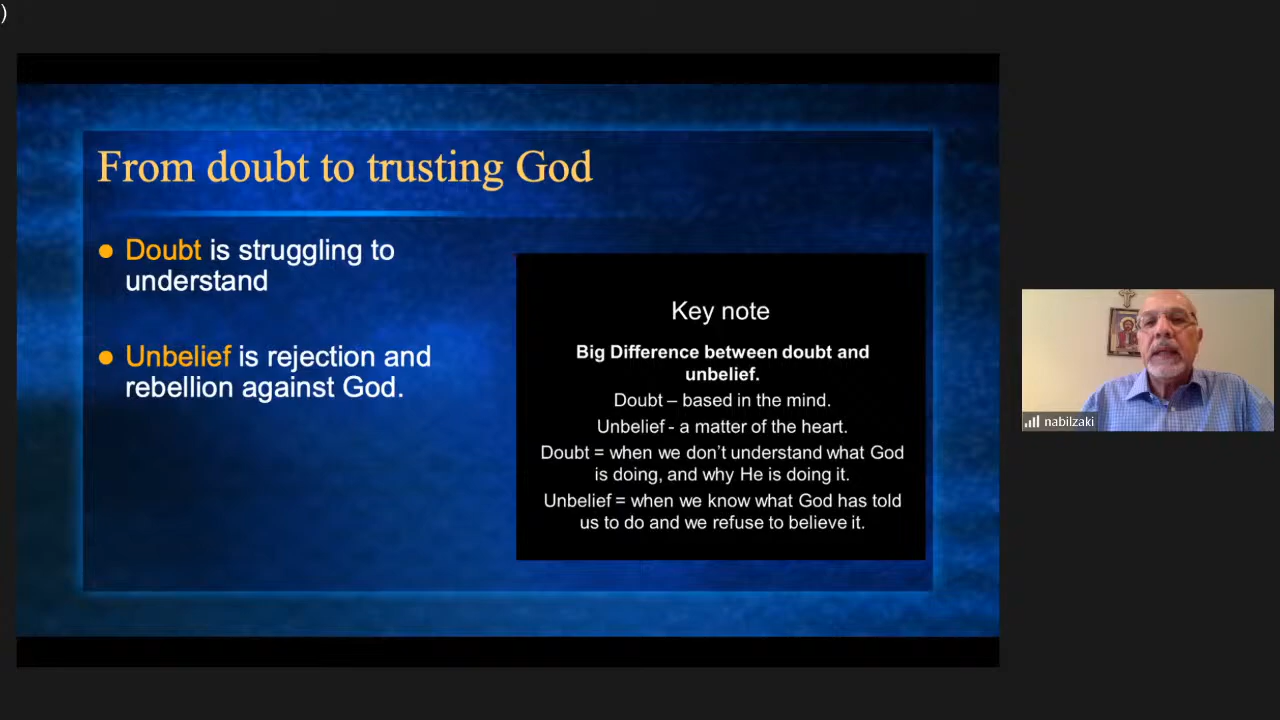 )
From doubt to trusting God
Doubt is struggling to
understand
Unbelief is rejection and
rebellion against God.
Key note
Big Difference between doubt and
unbelief.
Doubt – based in the mind.
Unbelief - a matter of the heart.
Doubt = when we don’t understand what God
is doing, and why He is doing it.
Unbelief = when we know what God has told
us to do and we refuse to believe it.
nabilzaki